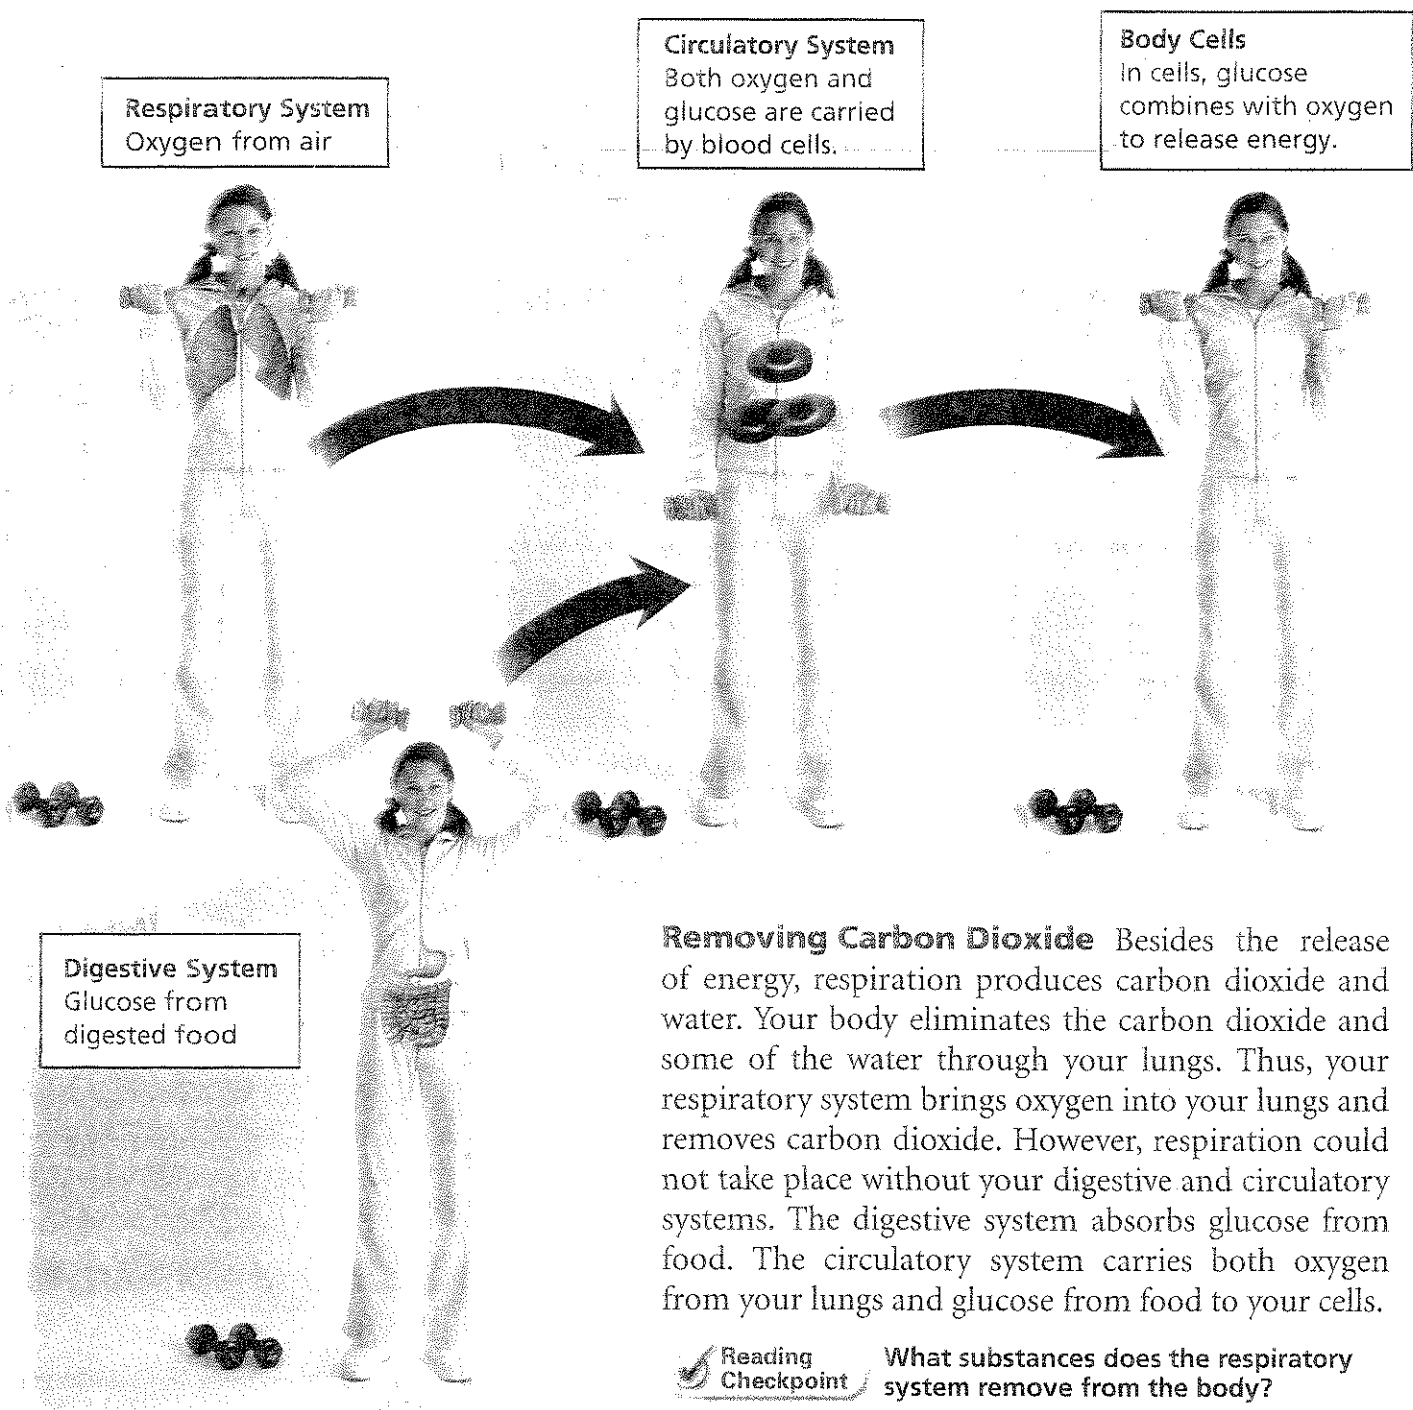 Respiratory System
Oxygen from air
Circulatory System
Both oxygen and
glucose are carried
by blood cells.
Body Cells
In cells, glucose
combines with oxygen
to release energy.
Digestive System
Glucose from
digested food
Removing Carbon Dioxide Besides the release
of energy, respiration produces carbon dioxide and
water. Your body eliminates the carbon dioxide and
some of the water through your lungs. Thus, your
respiratory system brings oxygen into your lungs and
removes carbon dioxide. However, respiration could
not take place without your digestive and circulatory
systems. The digestive system absorbs glucose from
food. The circulatory system carries both oxygen
from your lungs and glucose from food to your cells.
Reading
Checkpoint
What substances does the respiratory
system remove from the body?